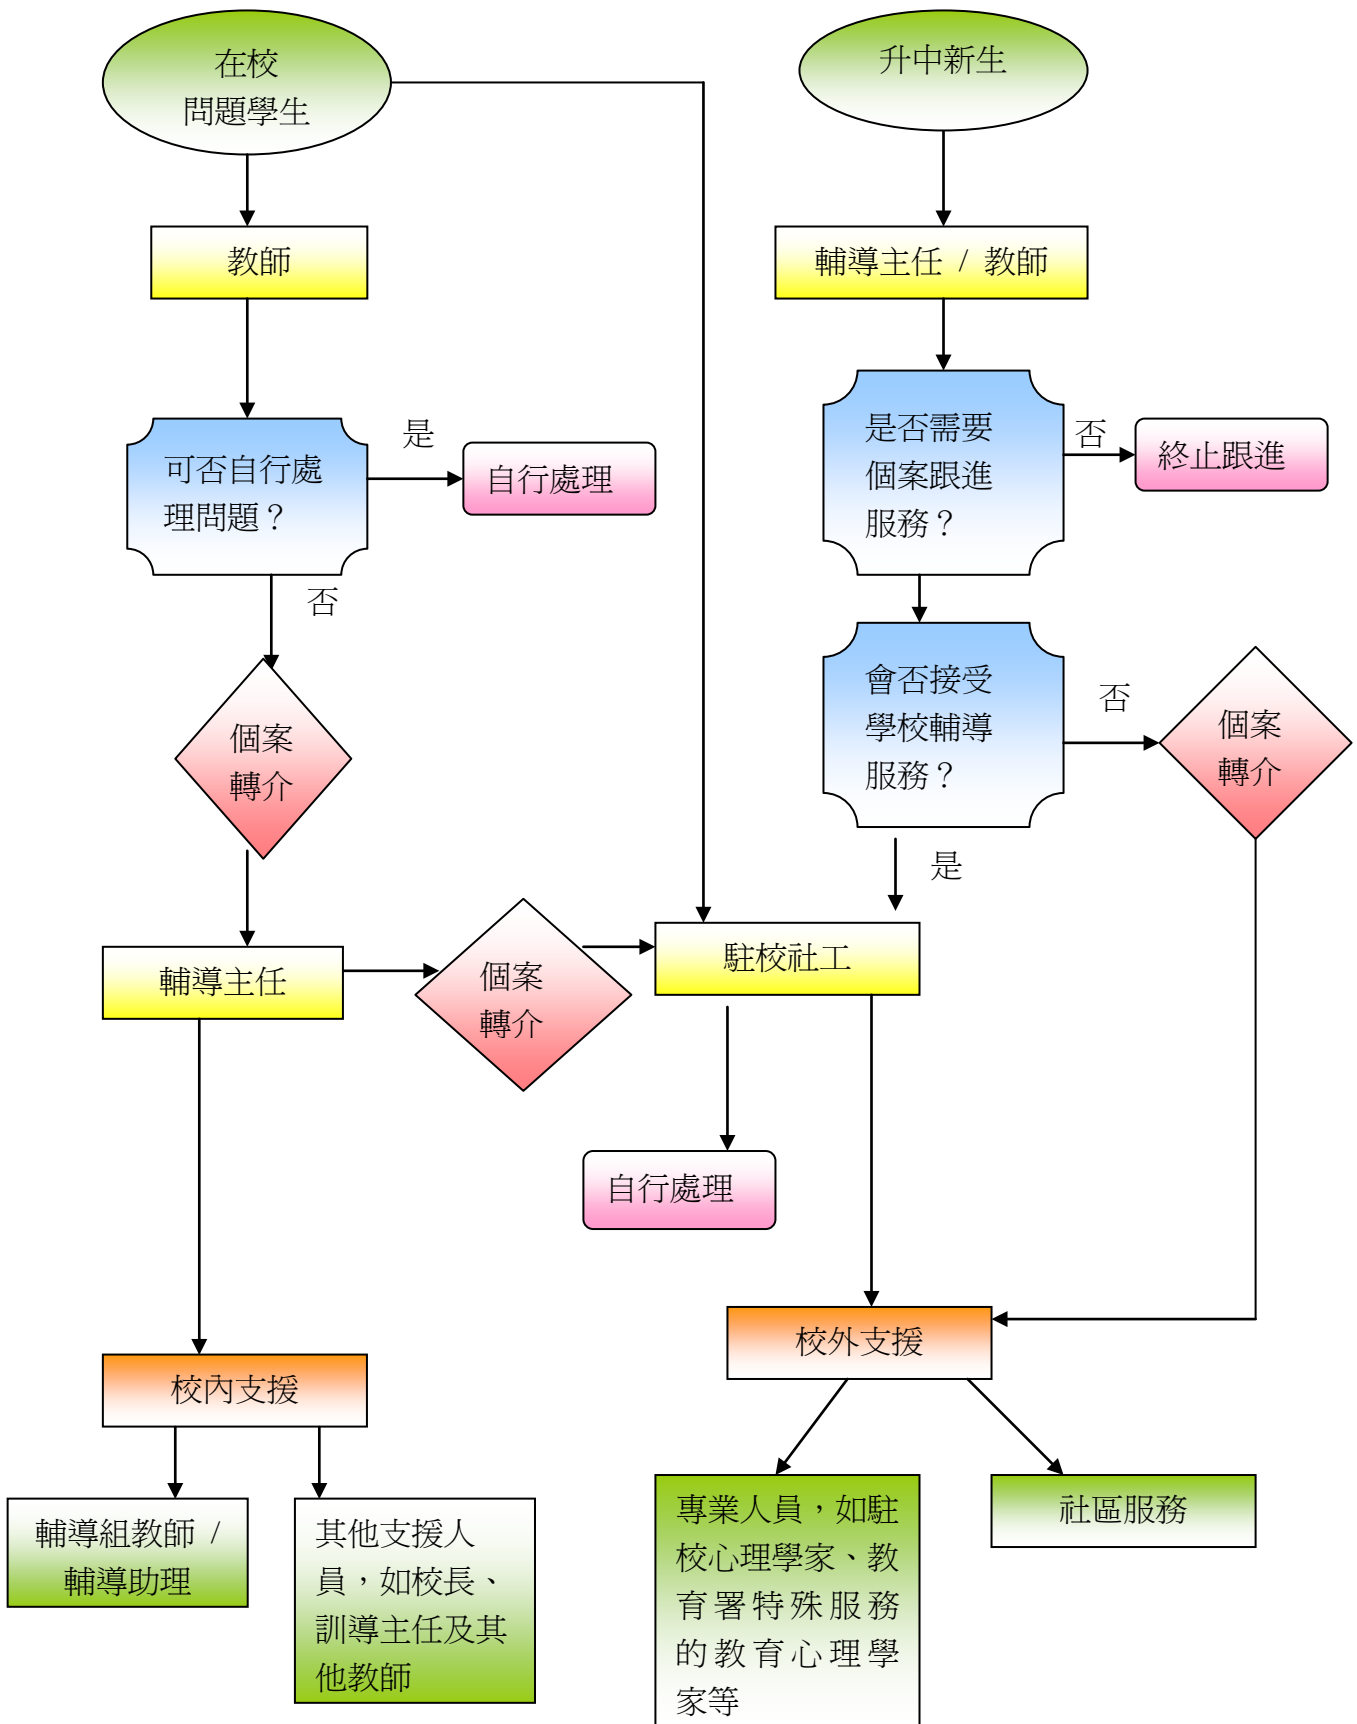 在校
問題學生
升中新生
教師
輔導主任 / 教師
可否自行處
理問題？
是
自行處理
否
是否需要
個案跟進
服務？
否
終止跟進
會否接受
學校輔導
服務？
否
個案
轉介
是
個案
轉介
輔導主任
個案
轉介
駐校社工
自行處理
校外支援
校內支援
輔導組教師 /
輔導助理
其他支援人
員，如校長、
訓導主任及其
他教師
專業人員，如駐
校心理學家、教
育署特殊服務
的教育心理學
家等
社區服務